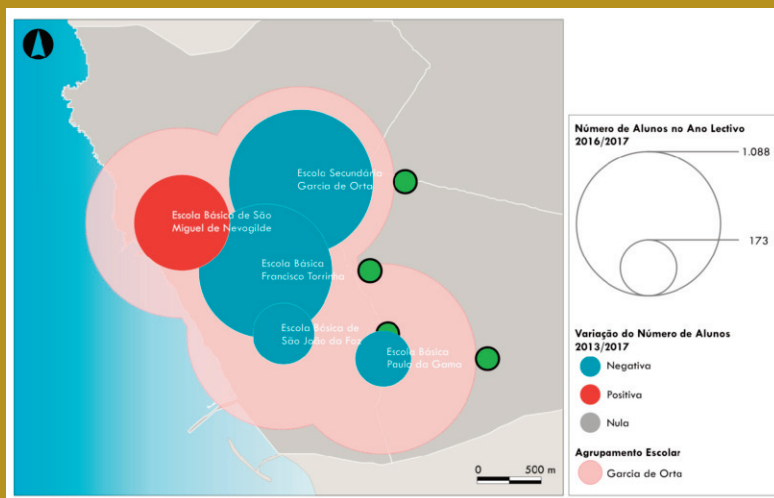 Escola Secundária
Garcia de Orta
Escola Básica de São
Miguel de Nevogilde
Escola Básica
Francisco Torrinha
Escola Básica de
São João da Foz
Escola Básica
Paulo da Gama
0
500 m
Número de Alunos no Ano Lectivo
2016/2017
1.088
173
Variação do Número de Alunos
2013/2017
Negativa
Positiva
Nula
Agrupamento Escolar
Garcia de Orta